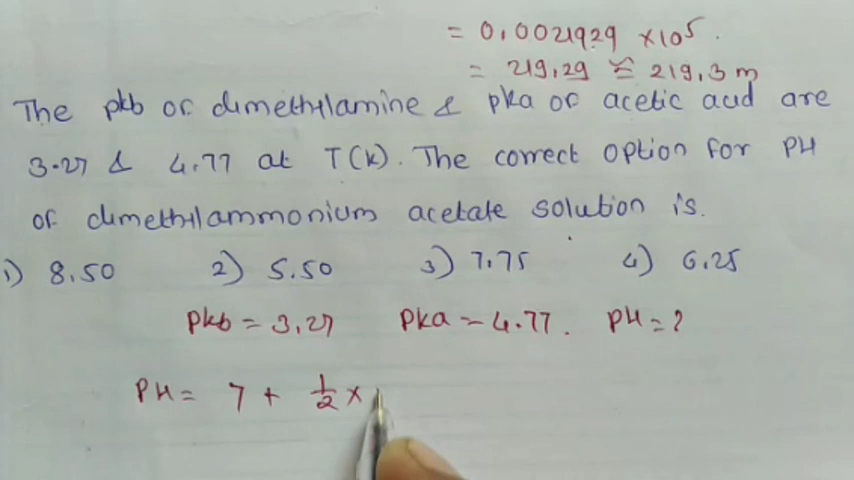 = 0,0021929 ×10⁵.
= 219,29 ≅ 219,3 m
The pkb of dimethylamine & pka of acetic acid are
3.27 & 4.77 at T(K). The correct option for PH
of dimethylammonium acetate solution is.
1) 8.50 2) 5.50 3) 7.75 4) 6.25
Pkb = 3,27 Pka = 4.77. PH = ?
PH = 7 + 1/2 ×